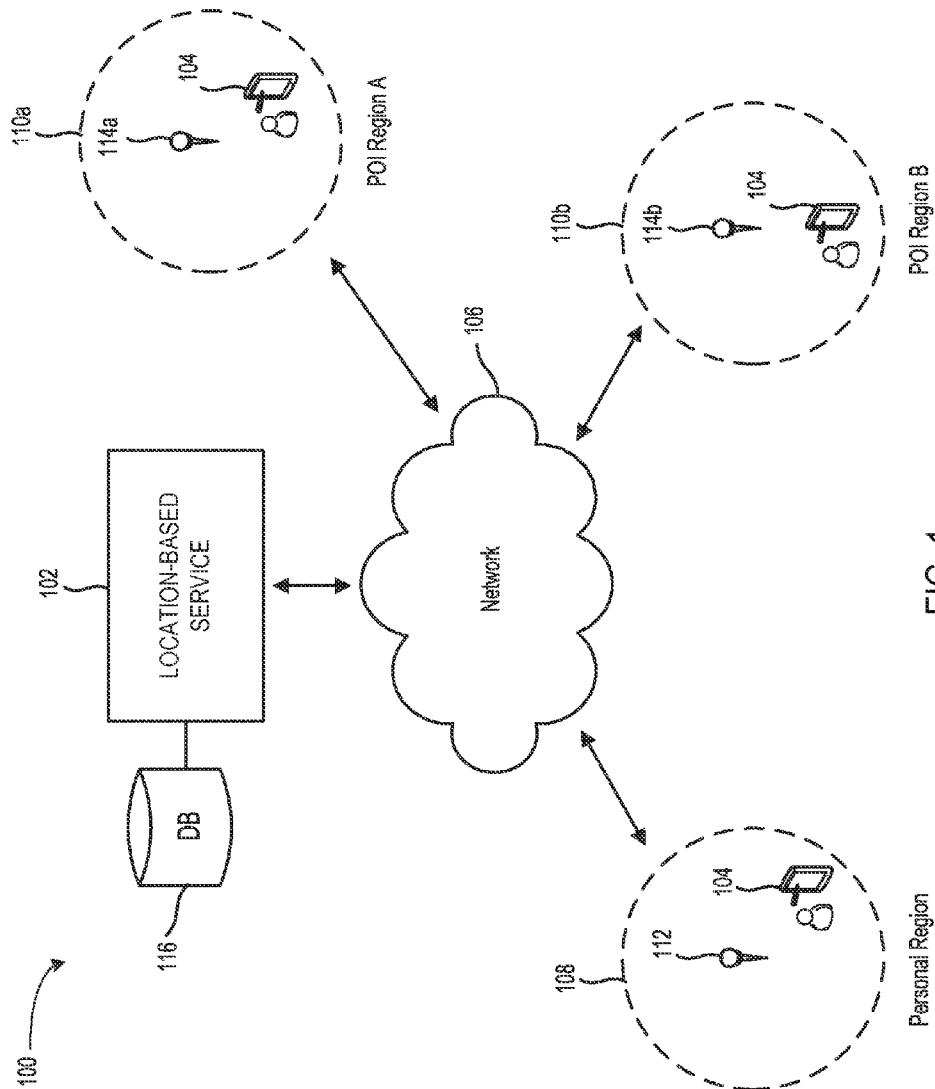 100
116
DB
102
LOCATION-BASED
SERVICE
110a
114a
104
POI Region A
106
Network
110b
114b
104
POI Region B
108
112
104
Personal Region
FIG. 1